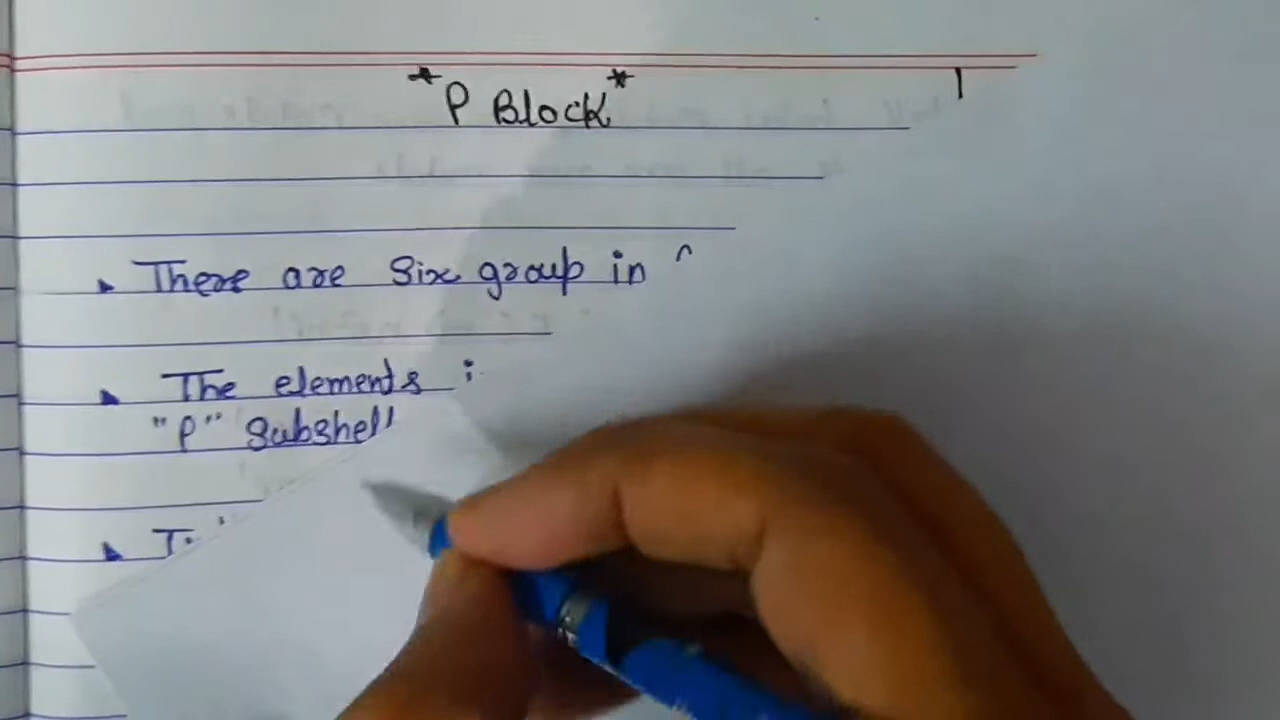 *P Block*
There are six group in
The elements
"P" subshell